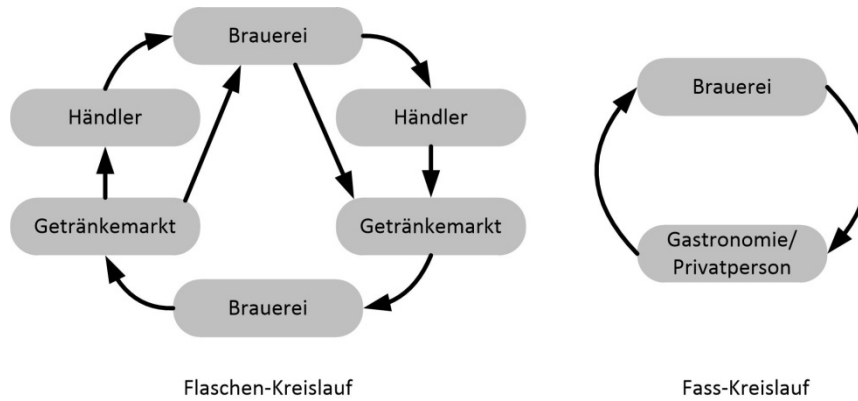 Brauerei
Händler
Händler
Getränkemarkt
Getränkemarkt
Brauerei
Flaschen-Kreislauf
Brauerei
Gastronomie/
Privatperson
Fass-Kreislauf